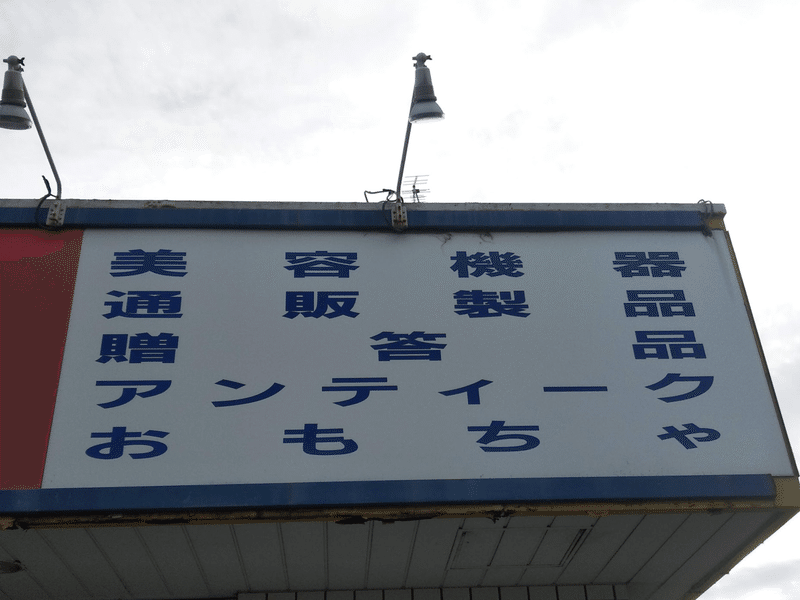 美容機器
通販製品
贈答品
アンティーク
おもちゃ